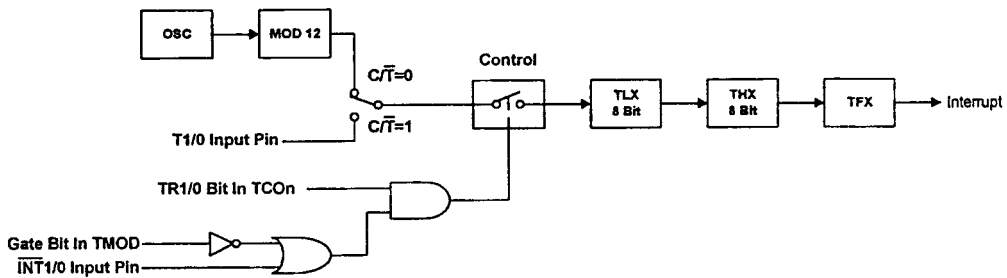 OSC
MOD 12
C/T̅=0
Control
TLX
8 Bit
THX
8 Bit
TFX
Interrupt
C/T̅=1
T1/0 Input Pin
TR1/0 Bit In TCOn
Gate Bit In TMOD
I̅N̅T̅1/0 Input Pin